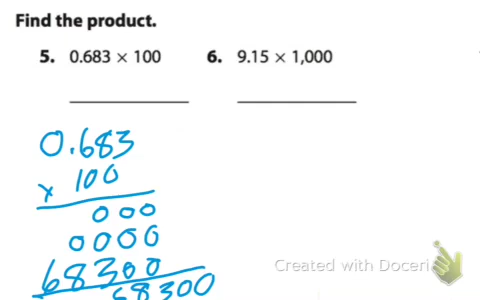 Find the product.
5. 0.683 × 100 6. 9.15 × 1,000
0.683
× 100
000
0000
68300
68300
Created with Doceri